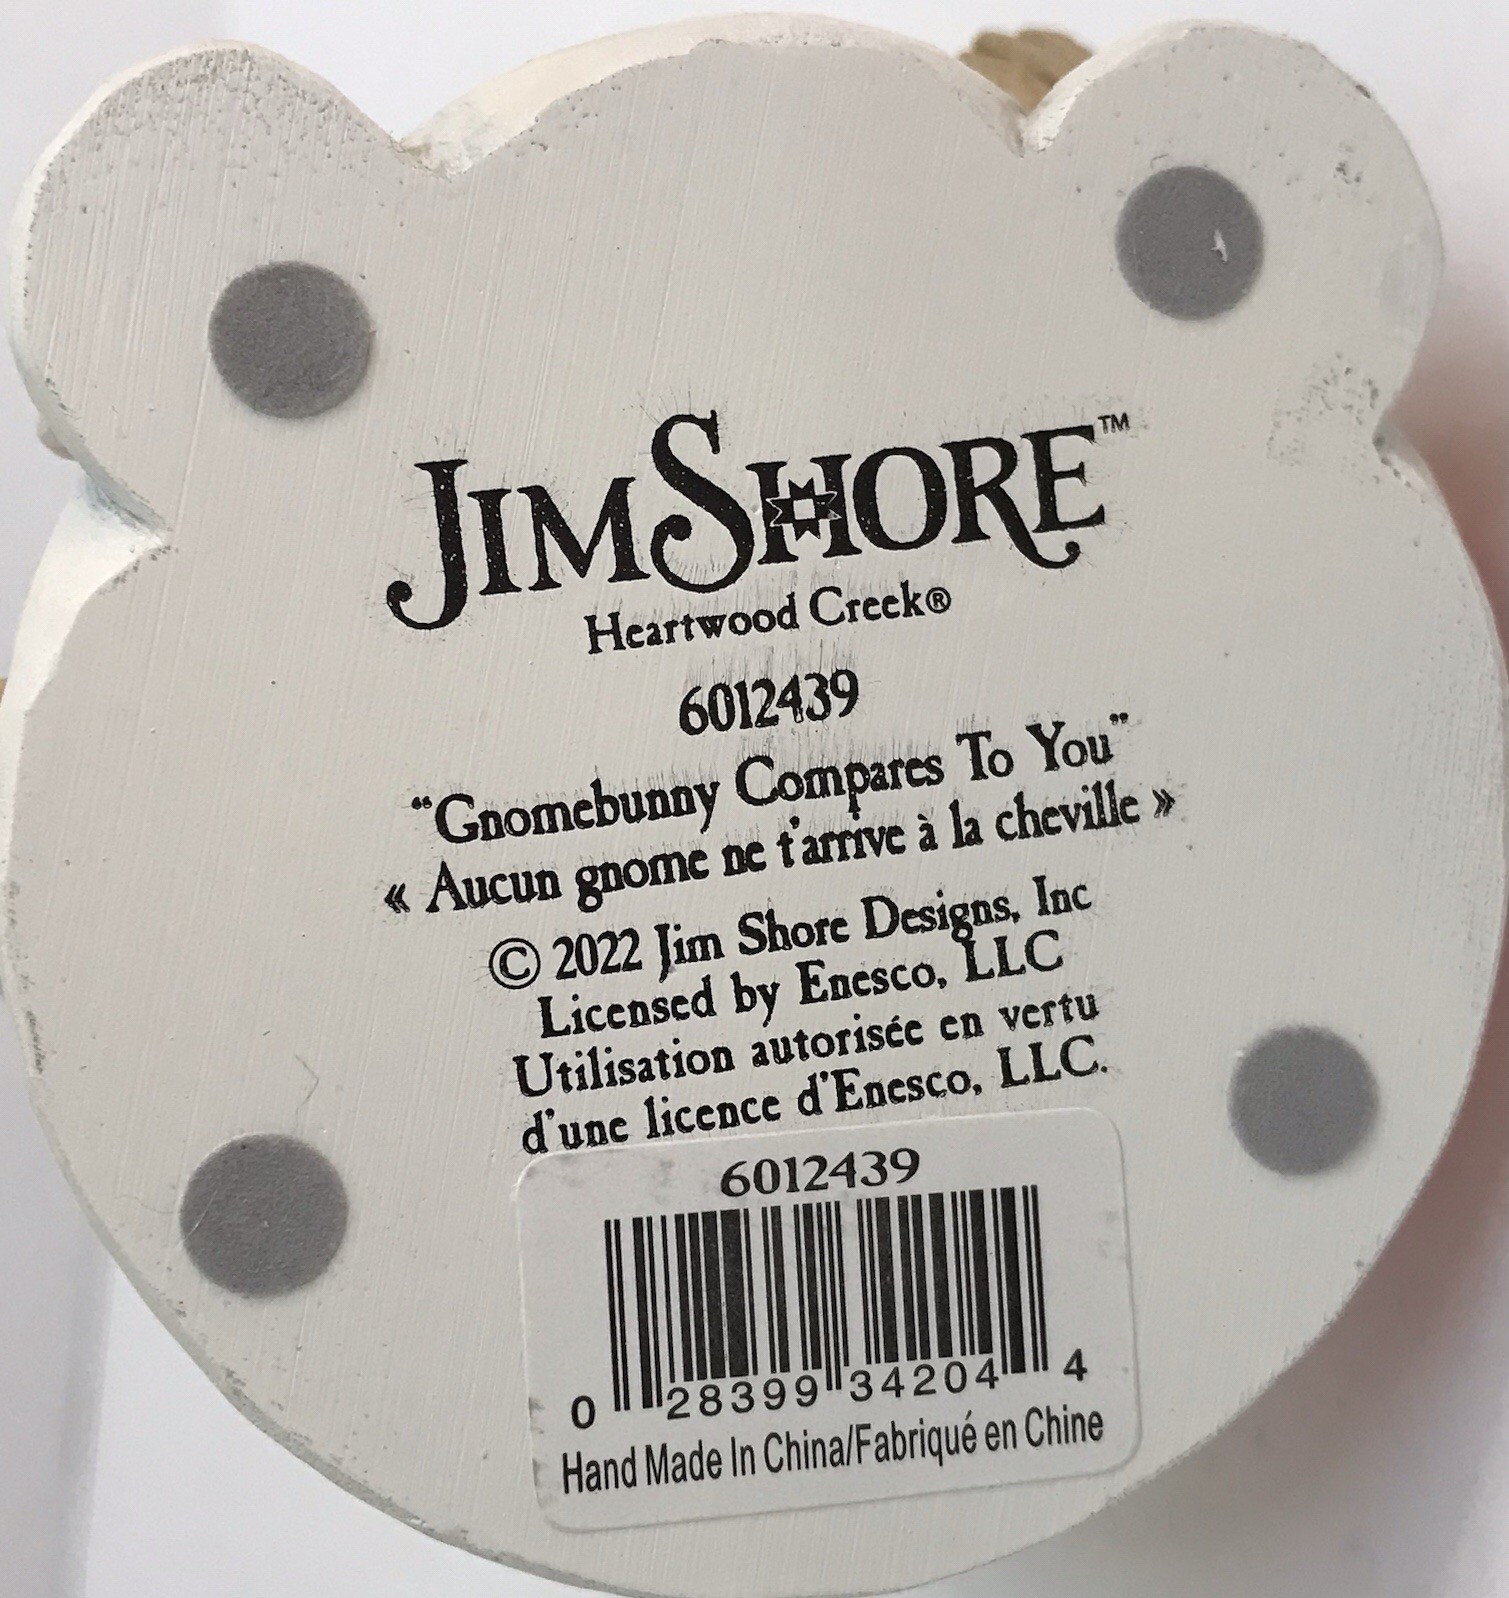 JIM SHORE™
Heartwood Creek®
6012439
“Gnomebunny Compares To You”
« Aucun gnome ne t'arrive à la cheville »
© 2022 Jim Shore Designs, Inc
Licensed by Enesco, LLC
Utilisation autorisée en vertu
d'une licence d'Enesco, LLC.
6012439
0 28399 34204 4
Hand Made In China/Fabriqué en Chine